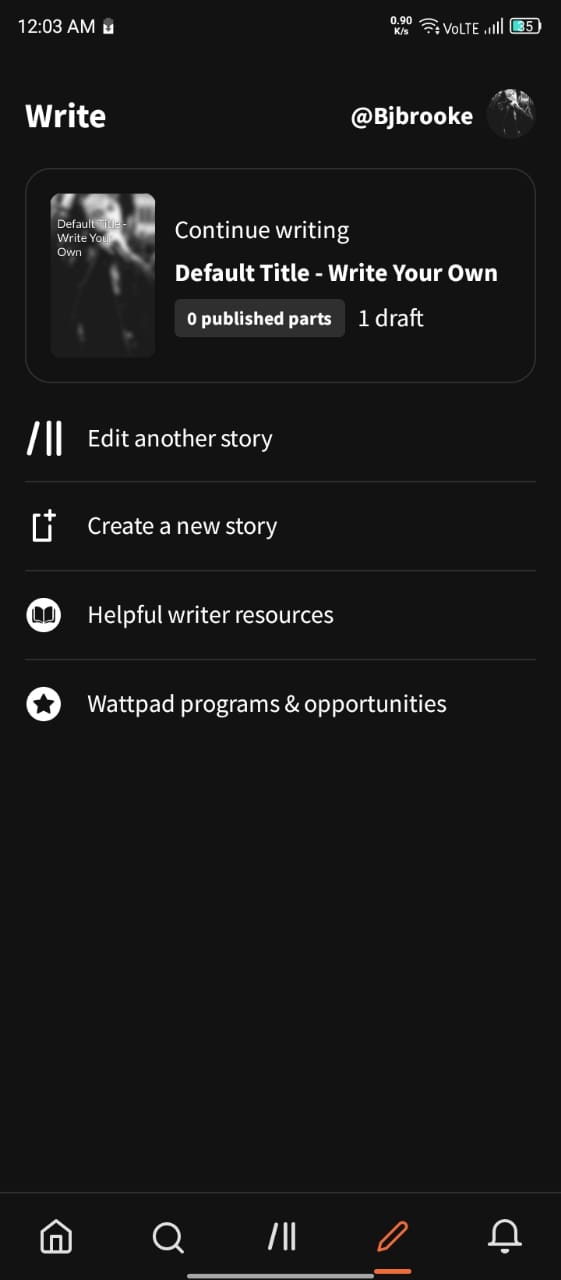 12:03 AM
0.90
K/s
VoLTE
35
Write
@Bjbrooke
Default Title -
Write Your
Own
Continue writing
Default Title - Write Your Own
0 published parts
1 draft
Edit another story
Create a new story
Helpful writer resources
Wattpad programs & opportunities